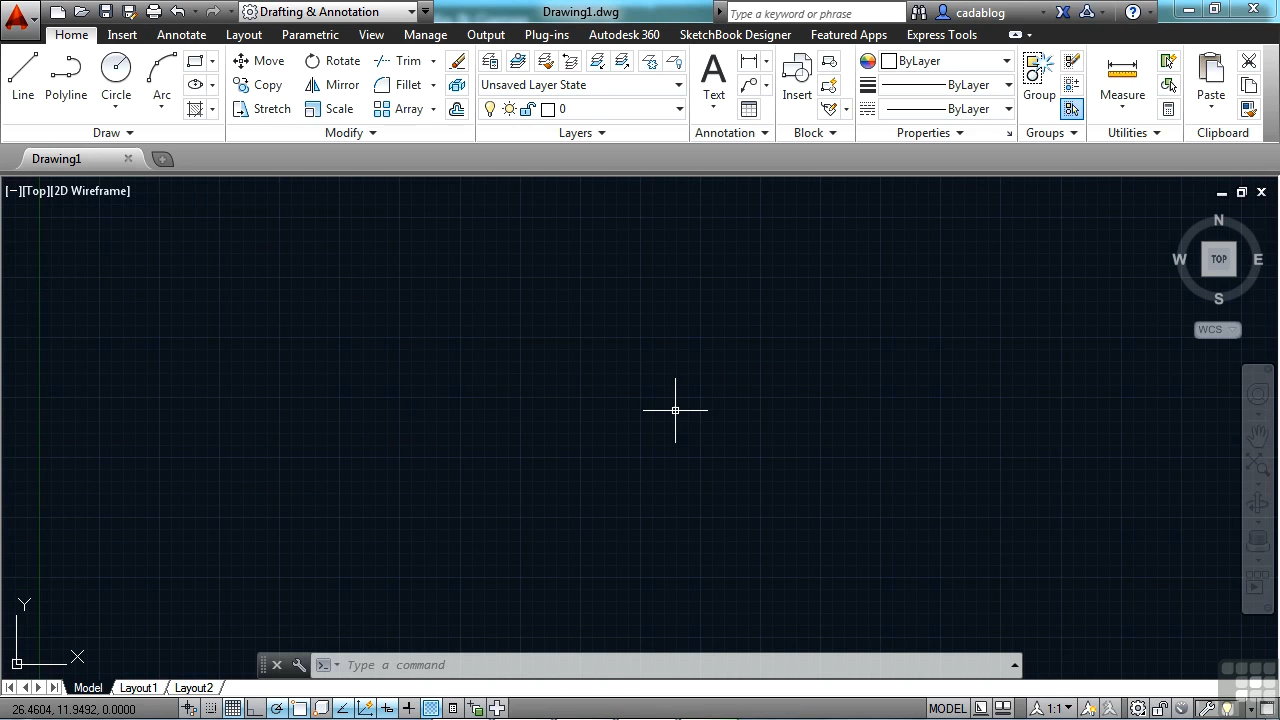 Drafting & Annotation
Drawing1.dwg
Type a keyword or phrase
cadablog
Home Insert Annotate Layout Parametric View Manage Output Plug-ins Autodesk 360 SketchBook Designer Featured Apps Express Tools
Line Polyline Circle Arc
Draw
Move Rotate Trim
Copy Mirror Fillet
Stretch Scale Array
Modify
Unsaved Layer State
0
Layers
Text
Annotation
Insert
Block
ByLayer
ByLayer
ByLayer
Properties
Group
Groups
Measure
Utilities
Paste
Clipboard
Drawing1
[−][Top][2D Wireframe]
N
W TOP E
S
WCS
Y
X
Type a command
Model Layout1 Layout2
26.4604, 11.9492, 0.0000
MODEL
1:1